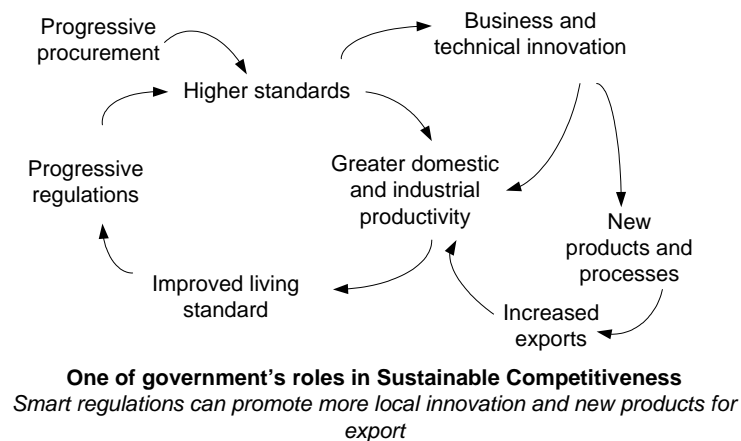 Progressive
procurement
Business and
technical innovation
Higher standards
Progressive
regulations
Greater domestic
and industrial
productivity
New
products and
processes
Improved living
standard
Increased
exports
One of government's roles in Sustainable Competitiveness
Smart regulations can promote more local innovation and new products for
export